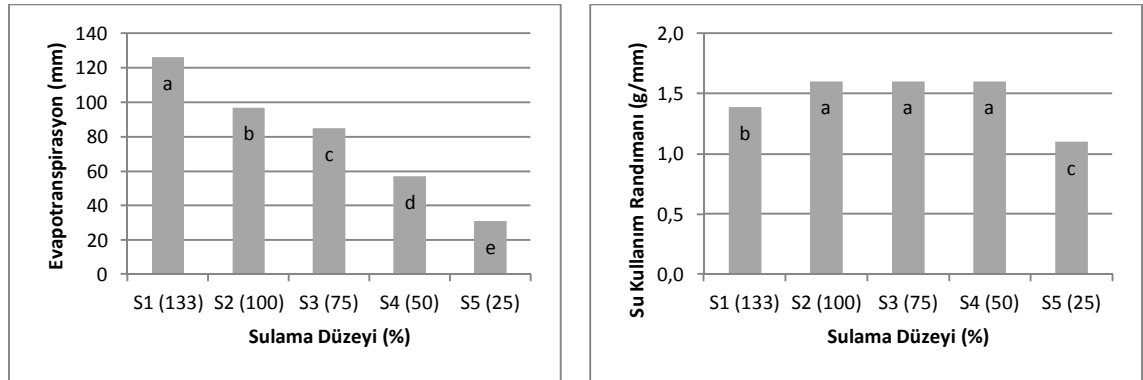 Evapotranspirasyon (mm)
140
120
100
80
60
40
20
0
a
b
c
d
e
S1 (133) S2 (100) S3 (75) S4 (50) S5 (25)
Sulama Düzeyi (%)
Su Kullanım Randımanı (g/mm)
2,0
1,5
1,0
0,5
0,0
b
a
a
a
c
S1 (133) S2 (100) S3 (75) S4 (50) S5 (25)
Sulama Düzeyi (%)